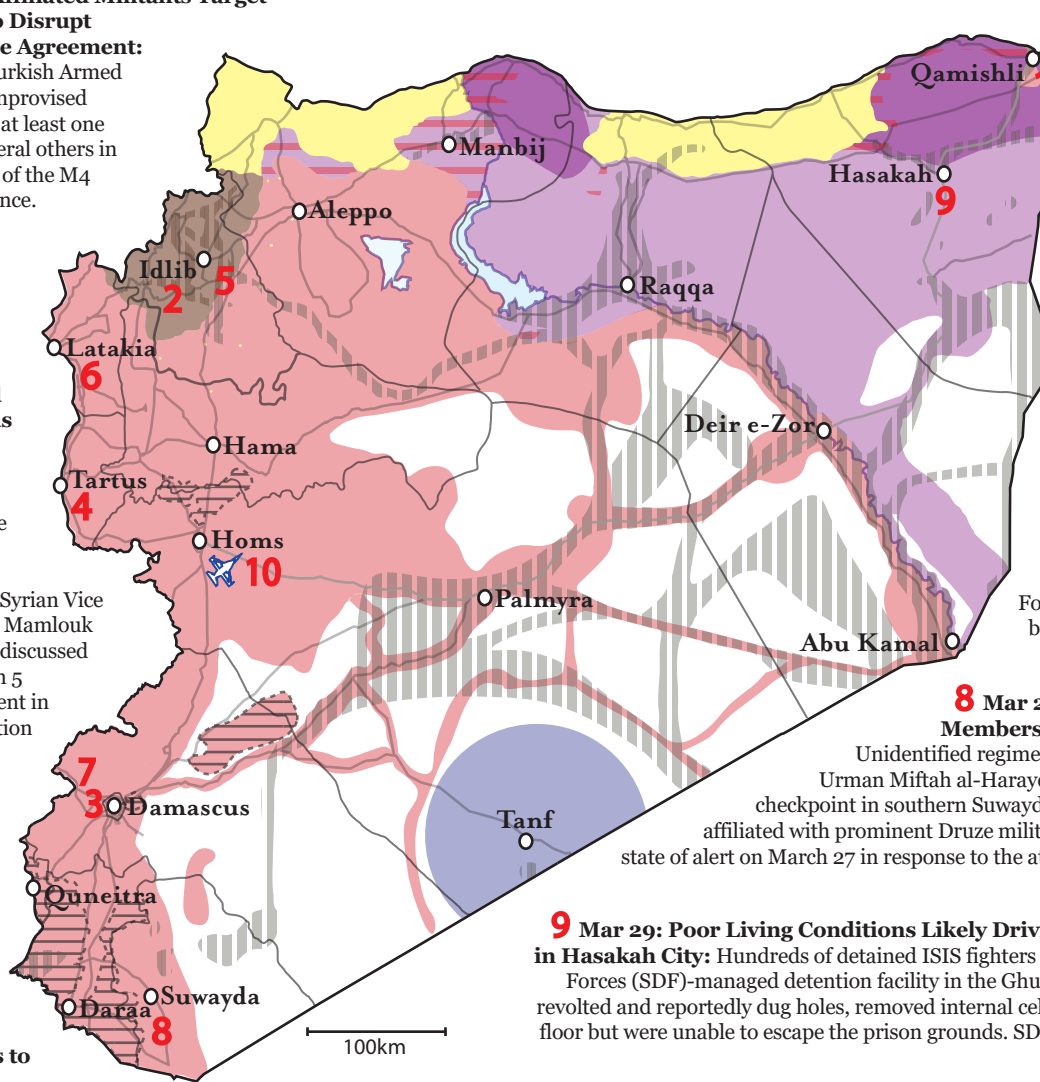 Affiliated Militants Target
o Disrupt
e Agreement:
urkish Armed
mprovised
at least one
eral others in
of the M4
nce.
Qamishli
Manbij
Hasakah
9
Aleppo
Idlib
5
2
Raqqa
Latakia
6
s
Deir e-Zor
Hama
Tartus
4
e
Homs
10
Syrian Vice
Mamlouk
discussed
h 5
ent in
tion
Palmyra
Fo
b
Abu Kamal
8 Mar 2
Members
Unidentified regime
Urman Miftah al-Haray
checkpoint in southern Suwayd
affiliated with prominent Druze milit
state of alert on March 27 in response to the at
7
3
Damascus
Tanf
Quneitra
9 Mar 29: Poor Living Conditions Likely Driv
in Hasakah City: Hundreds of detained ISIS fighters
Forces (SDF)-managed detention facility in the Ghu
revolted and reportedly dug holes, removed internal cel
floor but were unable to escape the prison grounds. SD
Suwayda
Daraa
8
100km
s to